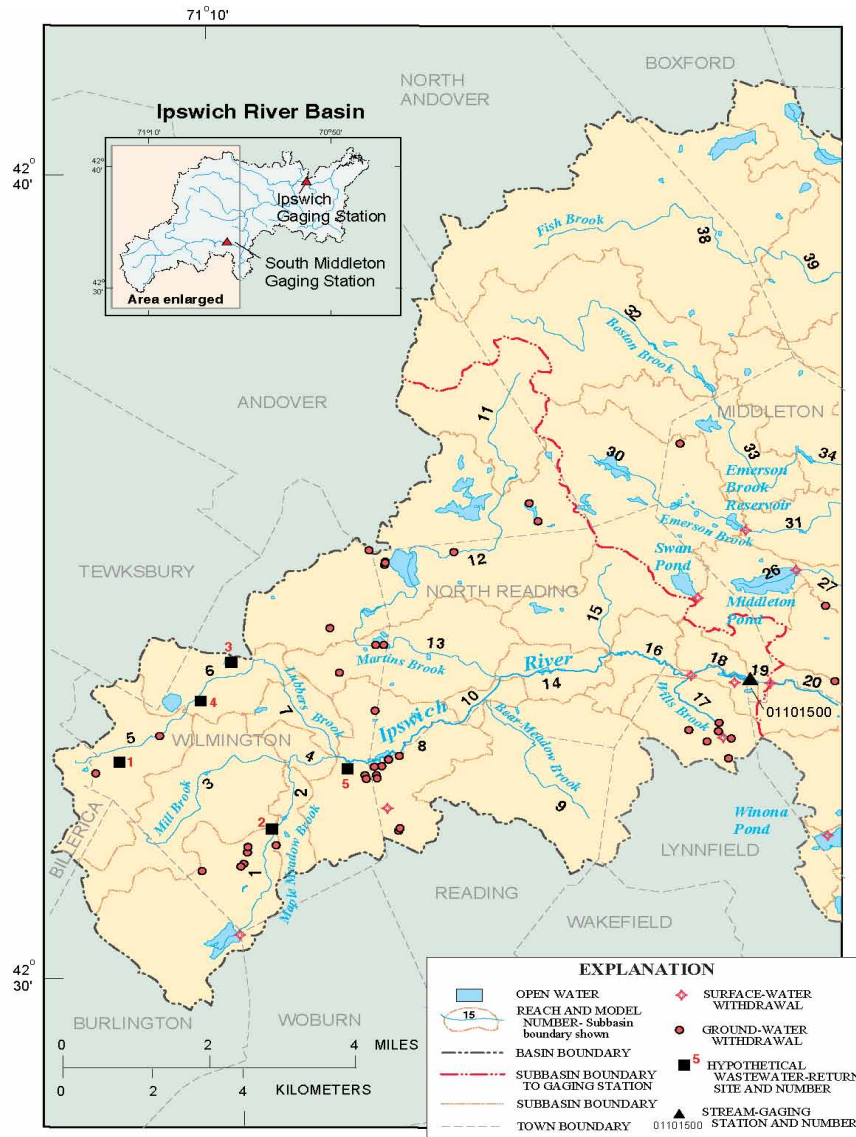 71° 10'
BOXFORD
NORTH
ANDOVER
Ipswich River Basin
71°10'
70°50'
42°
40'
42°
40'
Ipswich
Gaging Station
South Middleton
Gaging Station
42°
30'
Area enlarged
Fish Brook
38
39
32
Boston Brook
ANDOVER
11
MIDDLETON
30
33
34
Emerson
Brook
Reservoir
31
Emerson Brook
Swan
Pond
12
TEWKSBURY
26
27
NORTH READING
Middleton
Pond
15
13
Martins Brook
3
6
16
18
19
20
River
14
4
Lubbers Brook
7
10
17
Wills Brook
01101500
Ipswich
5
WILMINGTON
Bear Meadow Brook
8
4
1
5
3
2
Mill Brook
9
2
Winona
Pond
BILLERICA
1
Maple Meadow Brook
LYNNFIELD
READING
WAKEFIELD
42°
30'
BURLINGTON
WOBURN
0 2 4 MILES
0 2 4 KILOMETERS
EXPLANATION
OPEN WATER
15
REACH AND MODEL
NUMBER- Subbasin
boundary shown
BASIN BOUNDARY
SUBBASIN BOUNDARY
TO GAGING STATION
SUBBASIN BOUNDARY
TOWN BOUNDARY
SURFACE-WATER
WITHDRAWAL
GROUND-WATER
WITHDRAWAL
5
HYPOTHETICAL
WASTEWATER-RETURN
SITE AND NUMBER
STREAM-GAGING
STATION AND NUMBER
01101500